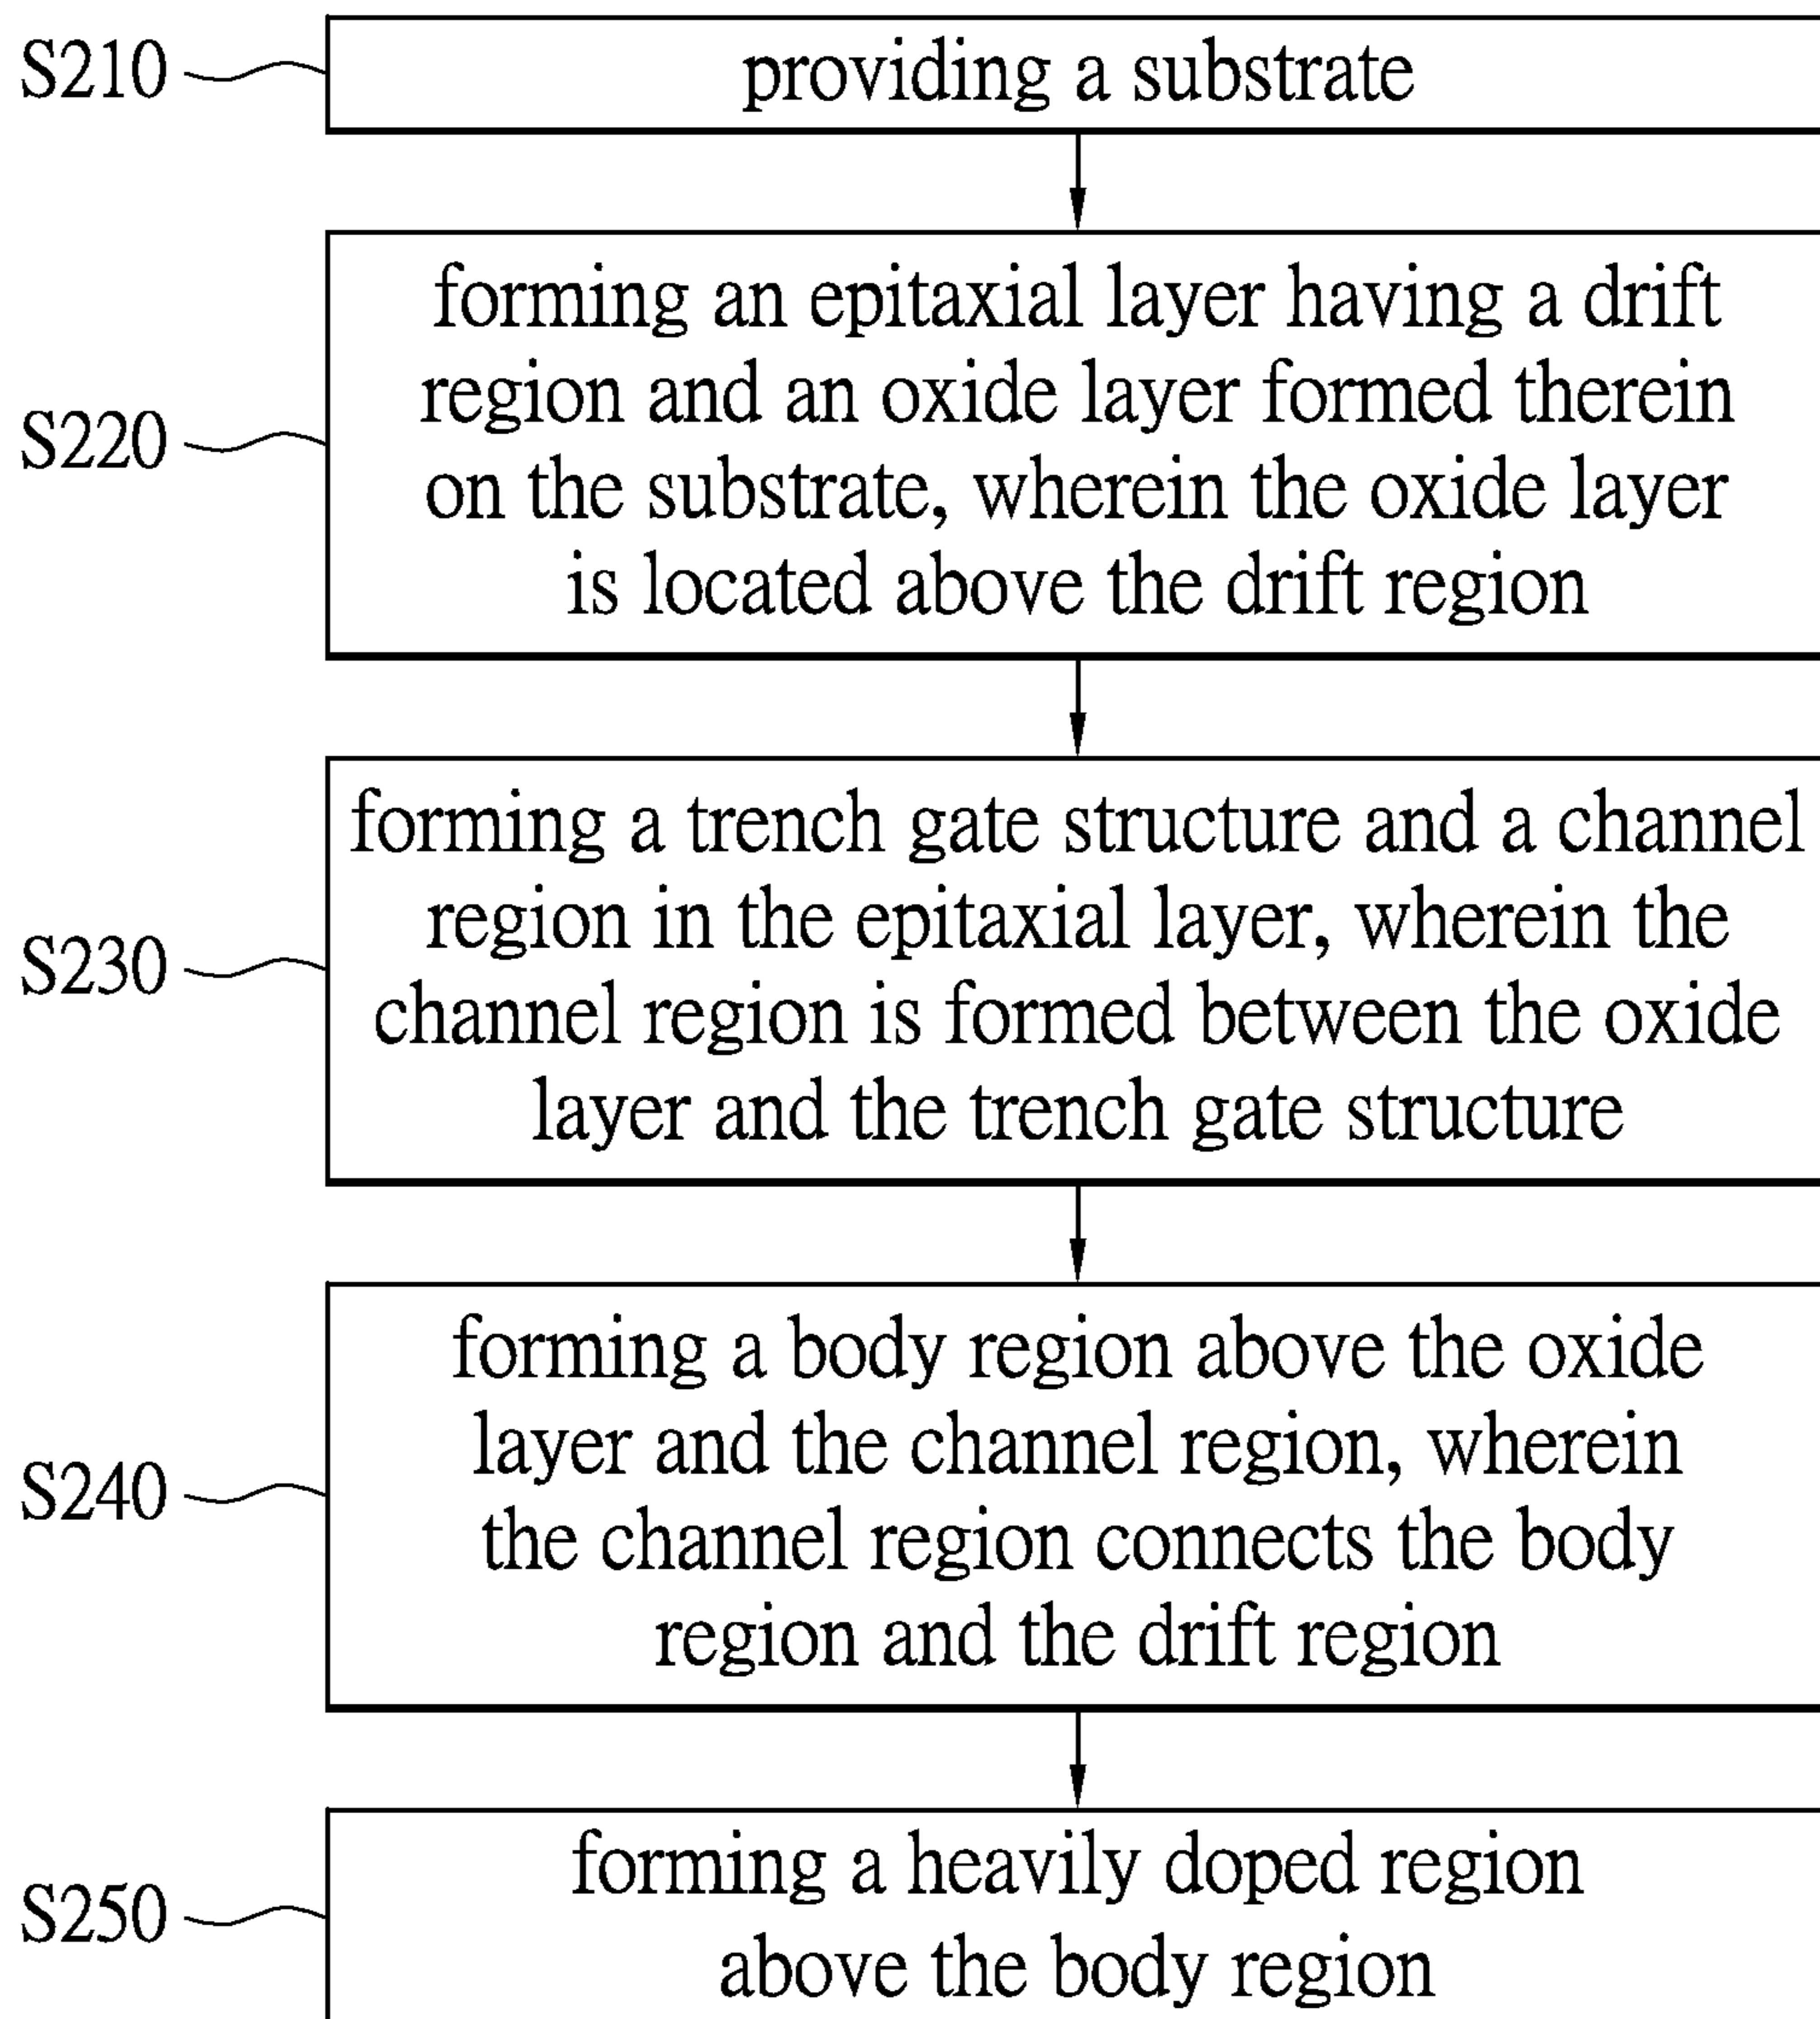 S210
providing a substrate
S220
forming an epitaxial layer having a drift
region and an oxide layer formed therein
on the substrate, wherein the oxide layer
is located above the drift region
S230
forming a trench gate structure and a channel
region in the epitaxial layer, wherein the
channel region is formed between the oxide
layer and the trench gate structure
S240
forming a body region above the oxide
layer and the channel region, wherein
the channel region connects the body
region and the drift region
S250
forming a heavily doped region
above the body region